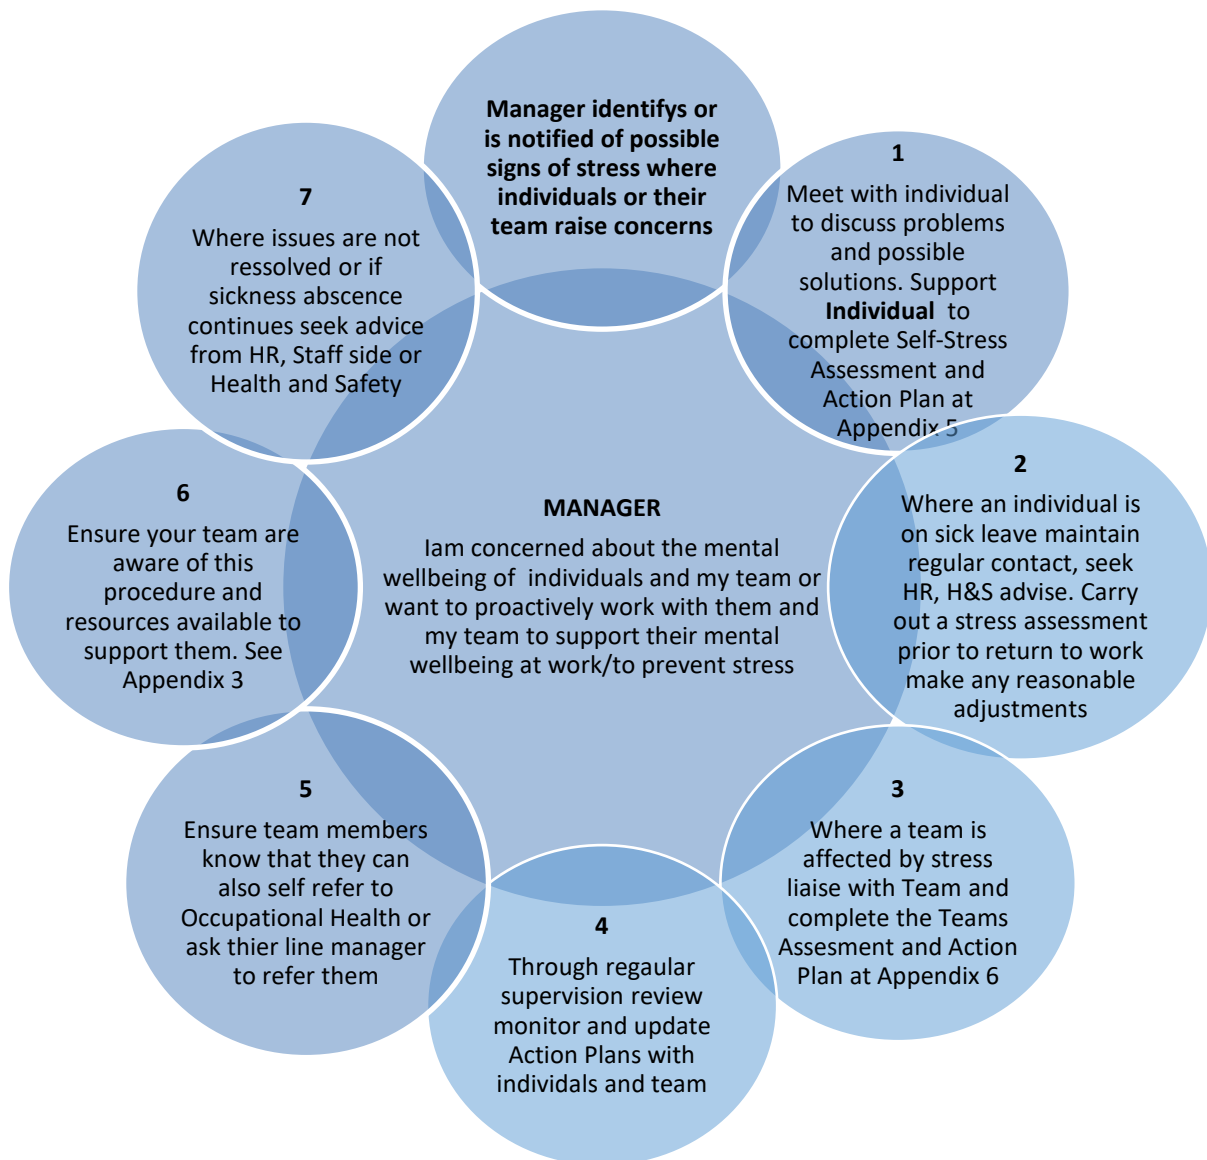 Manager identifys or
is notified of possible
signs of stress where
individuals or their
team raise concerns
1
Meet with individual
to discuss problems
and possible
solutions. Support
Individual to
complete Self-Stress
Assessment and
Action Plan at
Appendix 5
2
Where an individual is
on sick leave maintain
regular contact, seek
HR, H&S advise. Carry
out a stress assessment
prior to return to work
make any reasonable
adjustments
3
Where a team is
affected by stress
liaise with Team and
complete the Teams
Assesment and Action
Plan at Appendix 6
4
Through regaular
supervision review
monitor and update
Action Plans with
individals and team
5
Ensure team members
know that they can
also self refer to
Occupational Health or
ask thier line manager
to refer them
6
Ensure your team are
aware of this
procedure and
resources available to
support them. See
Appendix 3
7
Where issues are not
ressolved or if
sickness abscence
continues seek advice
from HR, Staff side or
Health and Safety
MANAGER
Iam concerned about the mental
wellbeing of individuals and my team or
want to proactively work with them and
my team to support their mental
wellbeing at work/to prevent stress